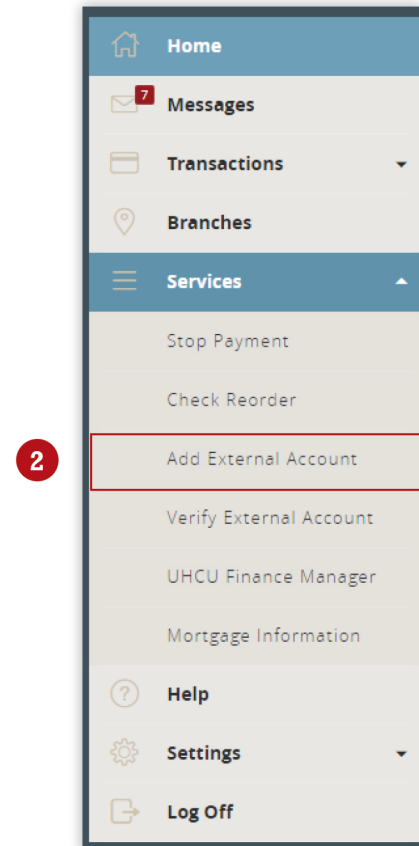 Home
7
Messages
Transactions
Branches
Services
Stop Payment
Check Reorder
2
Add External Account
Verify External Account
UHCU Finance Manager
Mortgage Information
?
Help
Settings
Log Off